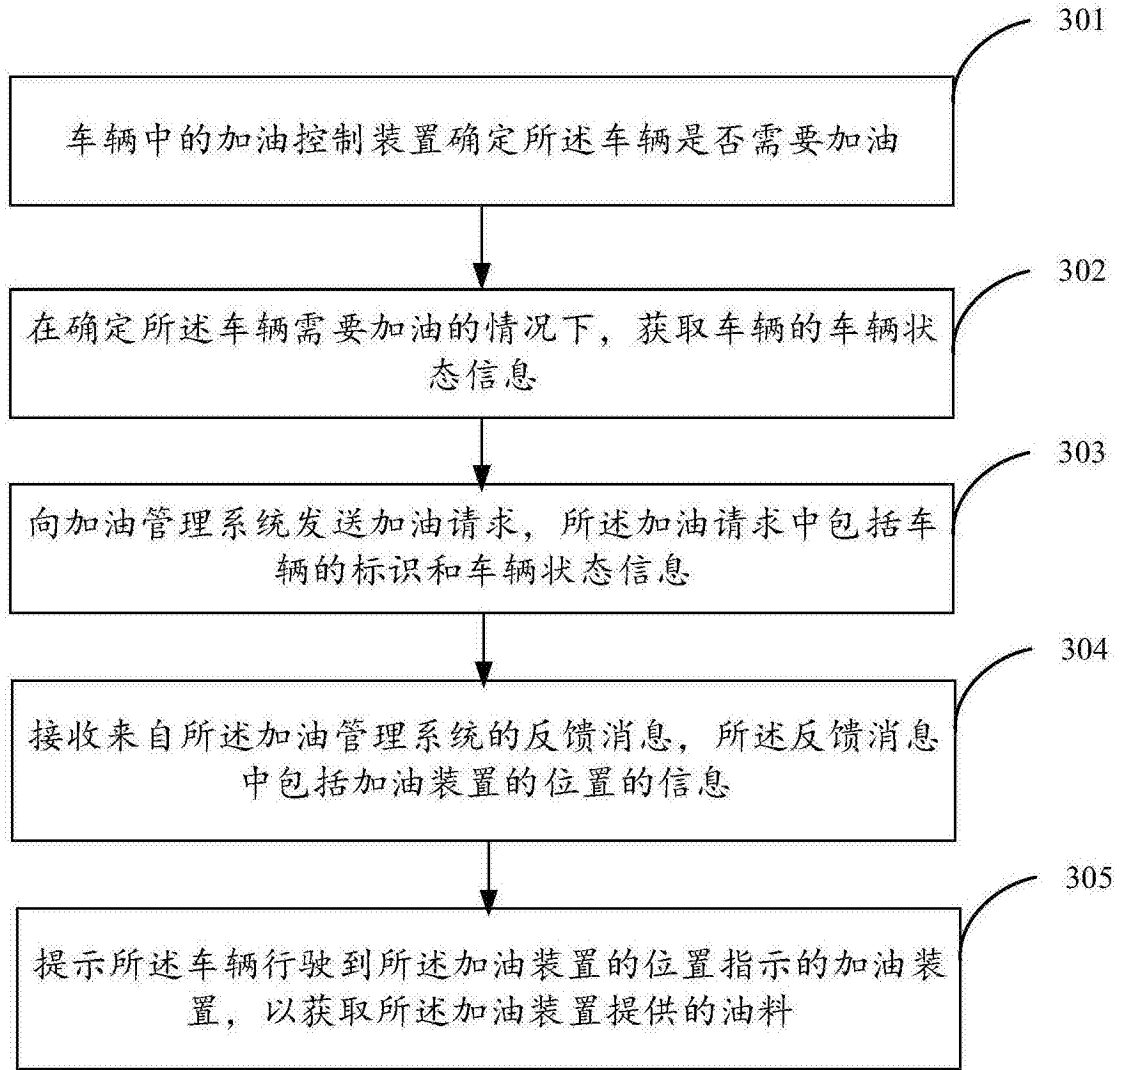 301
车辆中的加油控制装置确定所述车辆是否需要加油
302
在确定所述车辆需要加油的情况下，获取车辆的车辆状
态信息
303
向加油管理系统发送加油请求，所述加油请求中包括车
辆的标识和车辆状态信息
304
接收来自所述加油管理系统的反馈消息，所述反馈消息
中包括加油装置的位置的信息
305
提示所述车辆行驶到所述加油装置的位置指示的加油装
置，以获取所述加油装置提供的油料